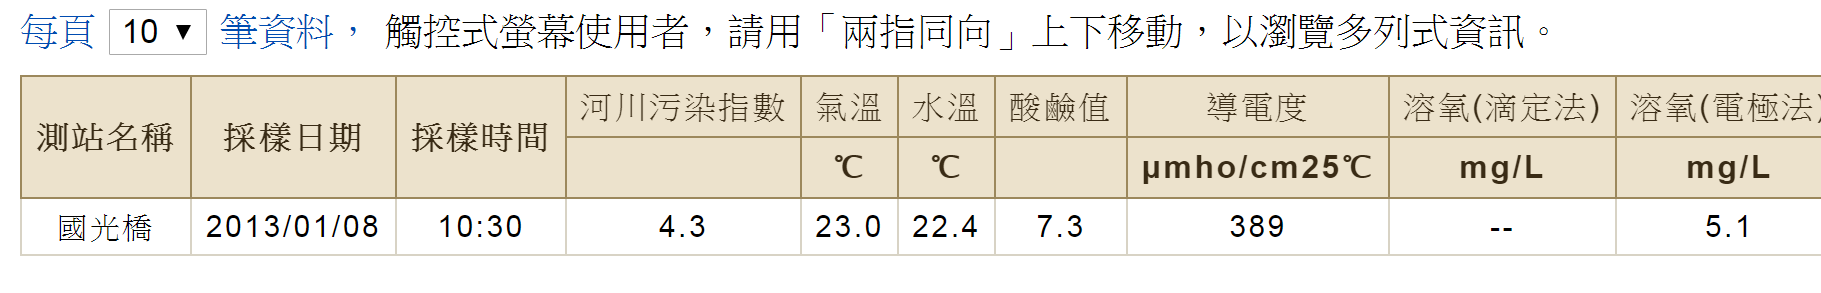 每頁 10 ▼ 筆資料， 觸控式螢幕使用者，請用「兩指同向」上下移動，以瀏覽多列式資訊。
測站名稱 採樣日期 採樣時間 河川污染指數 氣溫 水溫 酸鹼值 導電度 溶氧(滴定法) 溶氧(電極法)
℃ ℃ µmho/cm25℃ mg/L mg/L
國光橋 2013/01/08 10:30 4.3 23.0 22.4 7.3 389 -- 5.1